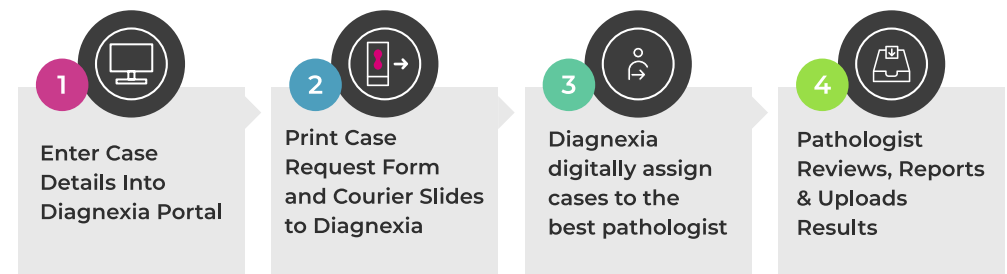 1
Enter Case
Details Into
Diagnexia Portal
2
Print Case
Request Form
and Courier Slides
to Diagnexia
3
Diagnexia
digitally assign
cases to the
best pathologist
4
Pathologist
Reviews, Reports
& Uploads
Results